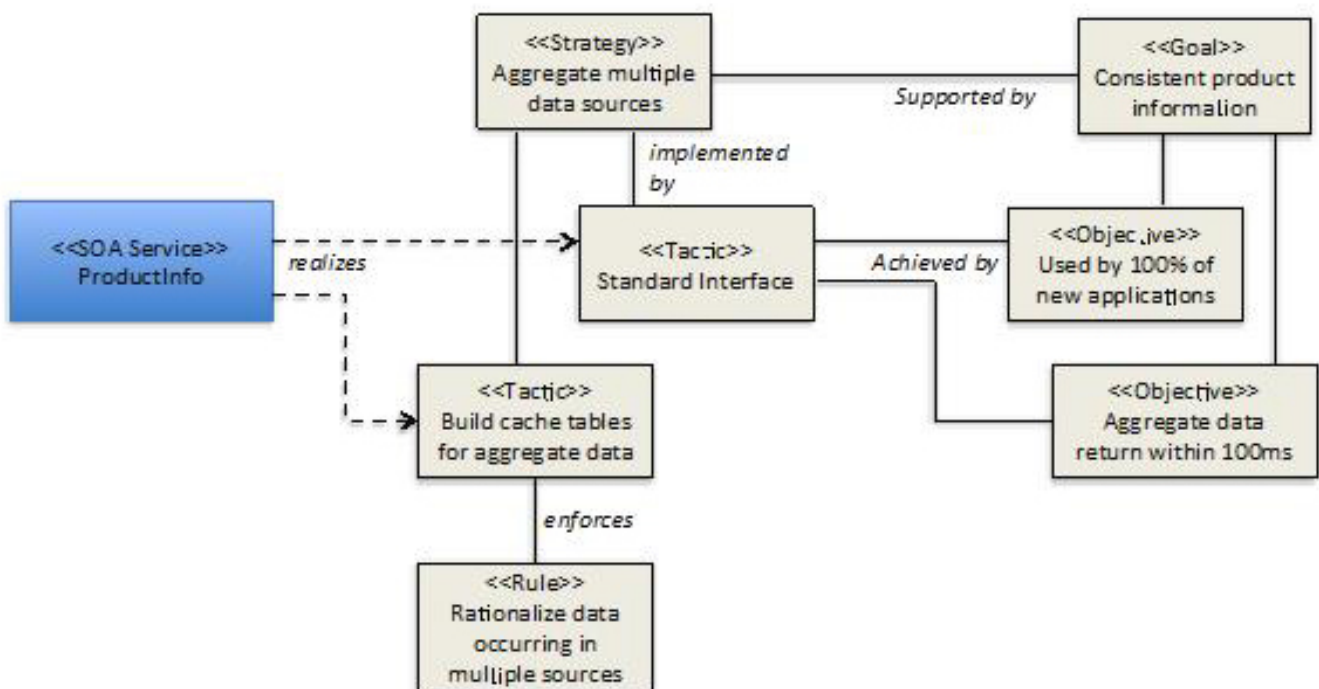 <<Strategy>>
Aggregate multiple
data sources
<<Goal>>
Consistent product
information
Supported by
implemented
by
<<SOA Service>>
ProductInfo
realizes
<<Tactic>>
Standard Interface
Achieved by
<<Objective>>
Used by 100% of
new applications
<<Tactic>>
Build cache tables
for aggregate data
<<Objective>>
Aggregate data
return within 100ms
enforces
<<Rule>>
Rationalize data
occurring in
multiple sources